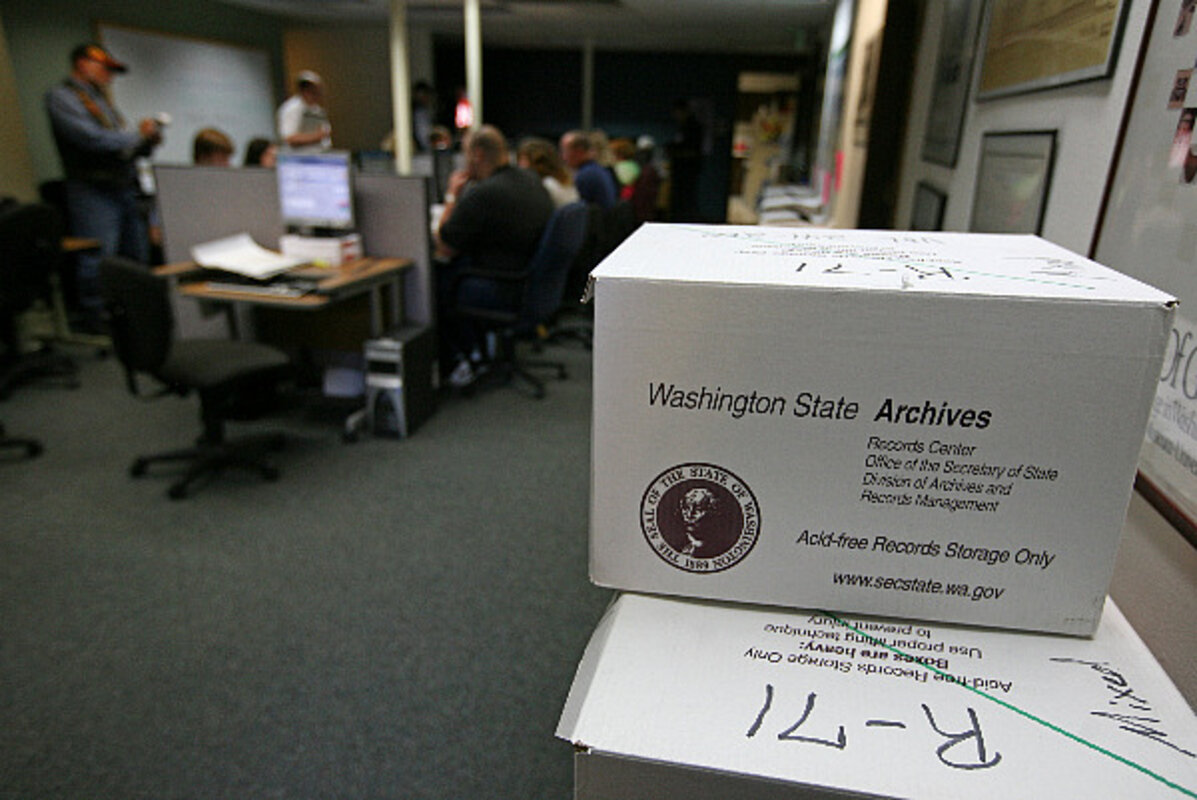 R-71
Washington State Archives
Records Center
Office of the Secretary of State
Division of Archives and
Records Management
THE SEAL OF THE STATE OF WASHINGTON
1889
Acid-free Records Storage Only
www.secstate.wa.gov
Acid-free Records Storage Only
Boxes are heavy:
Use proper lifting technique
to prevent injury
R-71